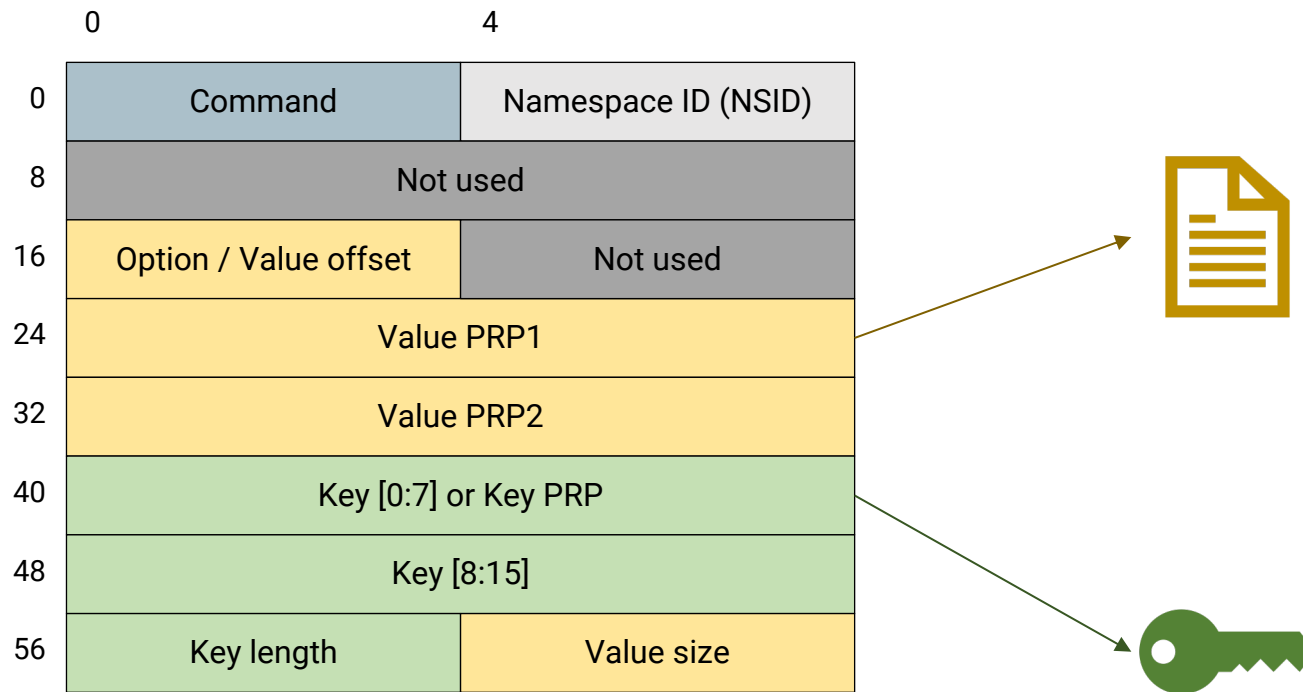 0 4
0 Command Namespace ID (NSID)
8 Not used
16 Option / Value offset Not used
24 Value PRP1
32 Value PRP2
40 Key [0:7] or Key PRP
48 Key [8:15]
56 Key length Value size